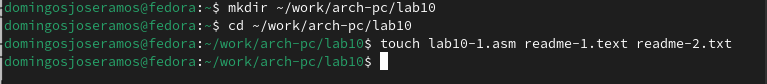 domingosjoseramos@fedora:~$ mkdir ~/work/arch-pc/lab10
domingosjoseramos@fedora:~$ cd ~/work/arch-pc/lab10
domingosjoseramos@fedora:~/work/arch-pc/lab10$ touch lab10-1.asm readme-1.text readme-2.txt
domingosjoseramos@fedora:~/work/arch-pc/lab10$